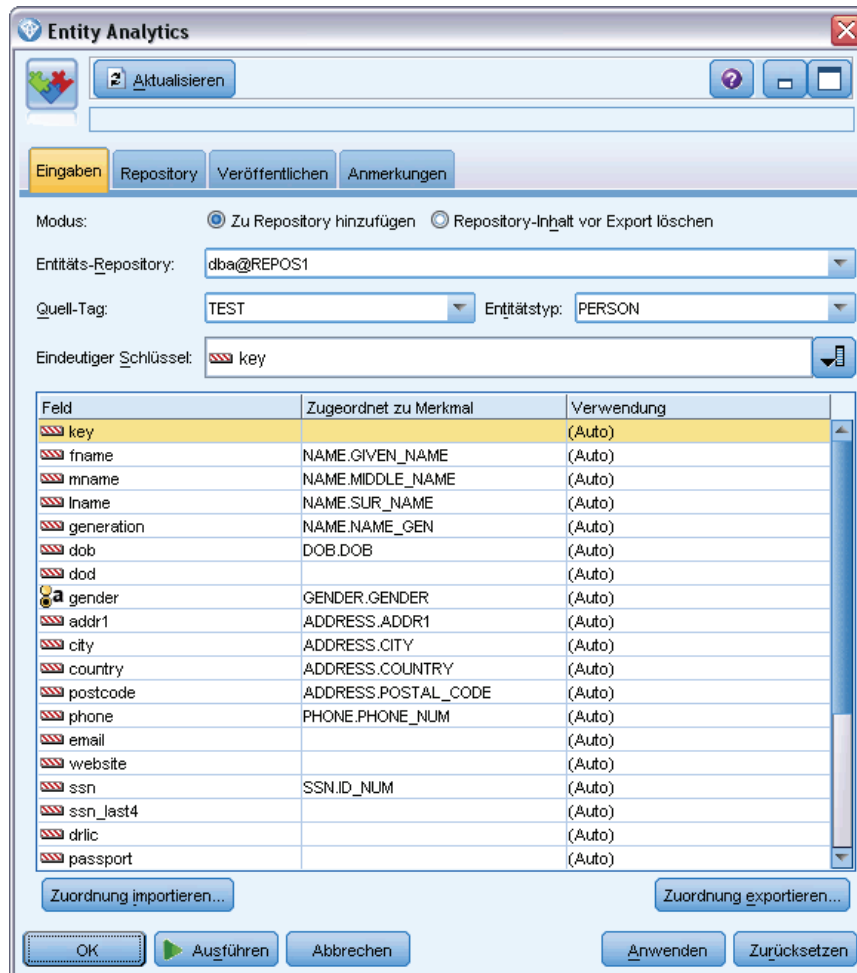 Entity Analytics
Aktualisieren
Eingaben Repository Veröffentlichen Anmerkungen
Modus: Zu Repository hinzufügen Repository-Inhalt vor Export löschen
Entitäts-Repository: dba@REPOS1
Quell-Tag: TEST Entitätstyp: PERSON
Eindeutiger Schlüssel: key
Feld Zugeordnet zu Merkmal Verwendung
key (Auto)
fname NAME.GIVEN_NAME (Auto)
mname NAME.MIDDLE_NAME (Auto)
lname NAME.SUR_NAME (Auto)
generation NAME.NAME_GEN (Auto)
dob DOB.DOB (Auto)
dod (Auto)
a gender GENDER.GENDER (Auto)
addr1 ADDRESS.ADDR1 (Auto)
city ADDRESS.CITY (Auto)
country ADDRESS.COUNTRY (Auto)
postcode ADDRESS.POSTAL_CODE (Auto)
phone PHONE.PHONE_NUM (Auto)
email (Auto)
website (Auto)
ssn SSN.ID_NUM (Auto)
ssn_last4 (Auto)
drlic (Auto)
passport (Auto)
Zuordnung importieren... Zuordnung exportieren...
OK Ausführen Abbrechen Anwenden Zurücksetzen